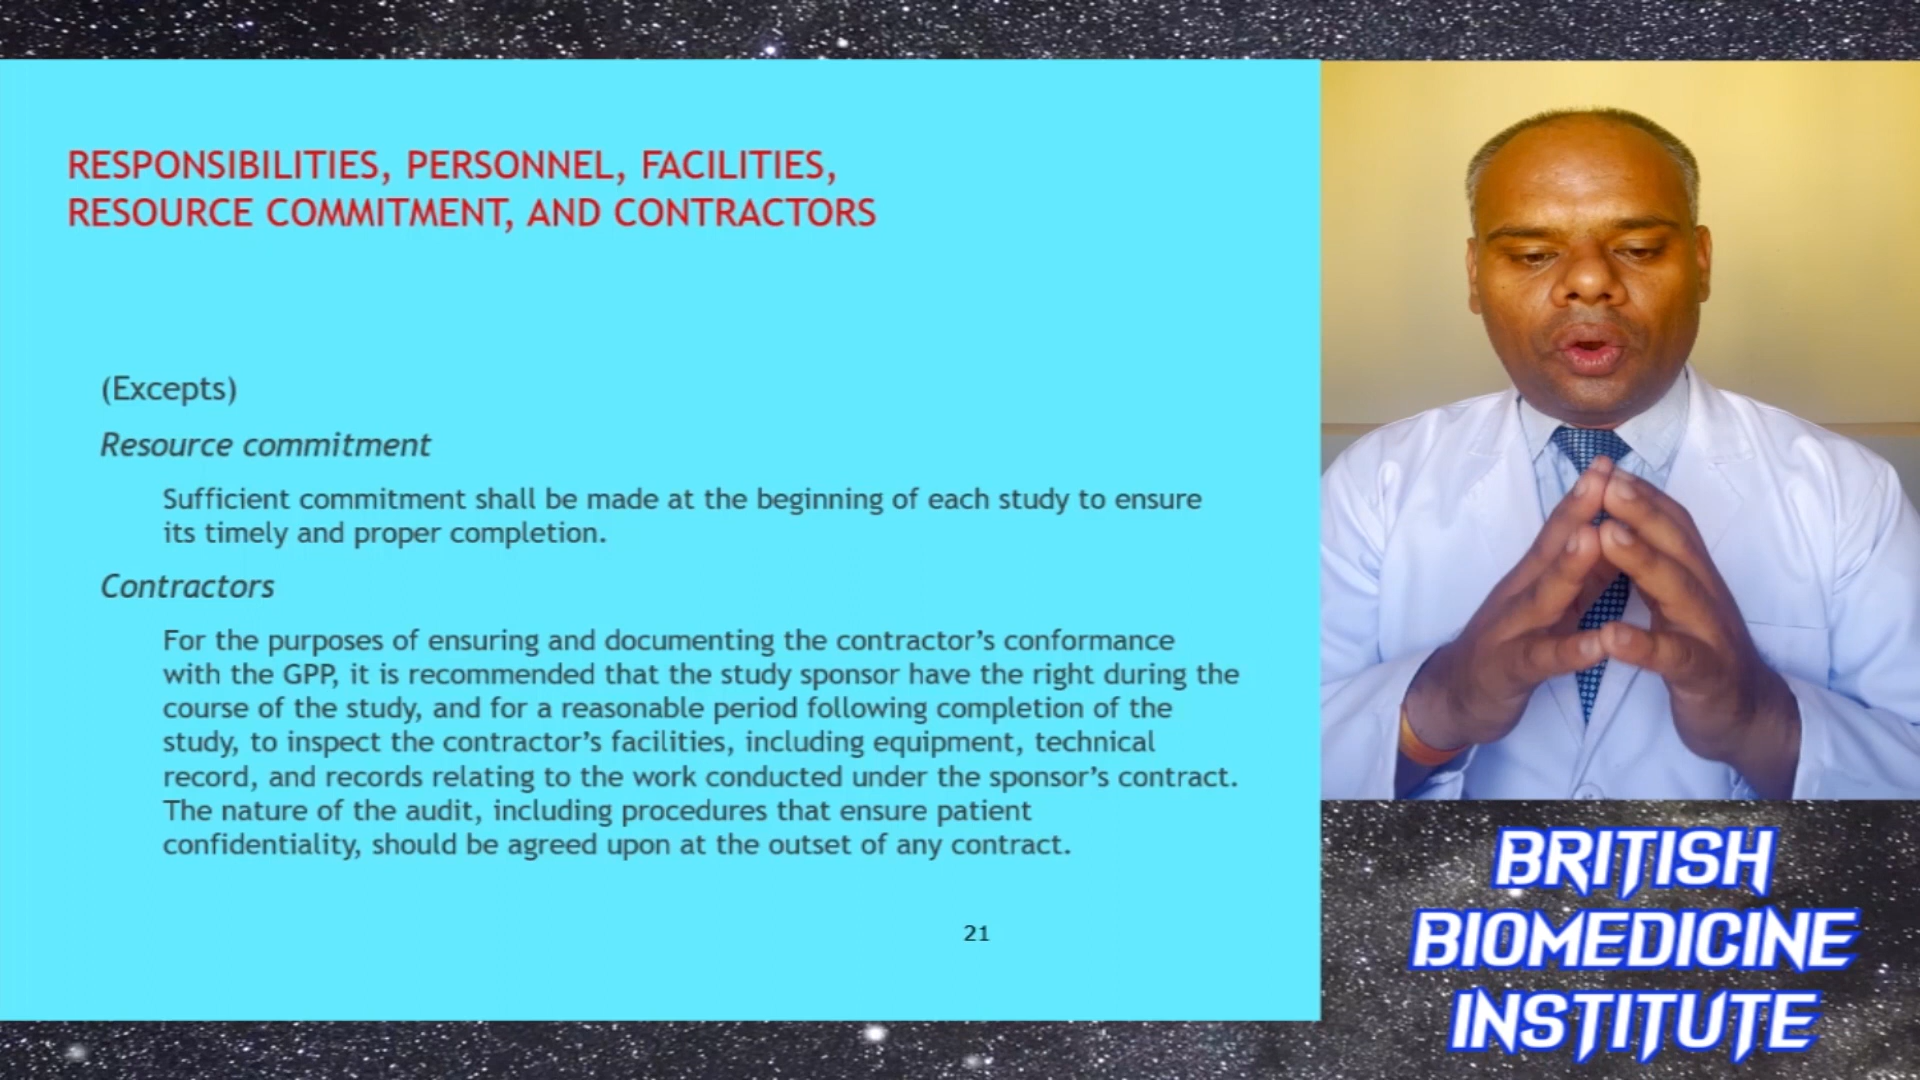 RESPONSIBILITIES, PERSONNEL, FACILITIES,
RESOURCE COMMITMENT, AND CONTRACTORS
(Excepts)
Resource commitment
Sufficient commitment shall be made at the beginning of each study to ensure
its timely and proper completion.
Contractors
For the purposes of ensuring and documenting the contractor’s conformance
with the GPP, it is recommended that the study sponsor have the right during the
course of the study, and for a reasonable period following completion of the
study, to inspect the contractor’s facilities, including equipment, technical
record, and records relating to the work conducted under the sponsor’s contract.
The nature of the audit, including procedures that ensure patient
confidentiality, should be agreed upon at the outset of any contract.
21
BRITISH
BIOMEDICINE
INSTITUTE